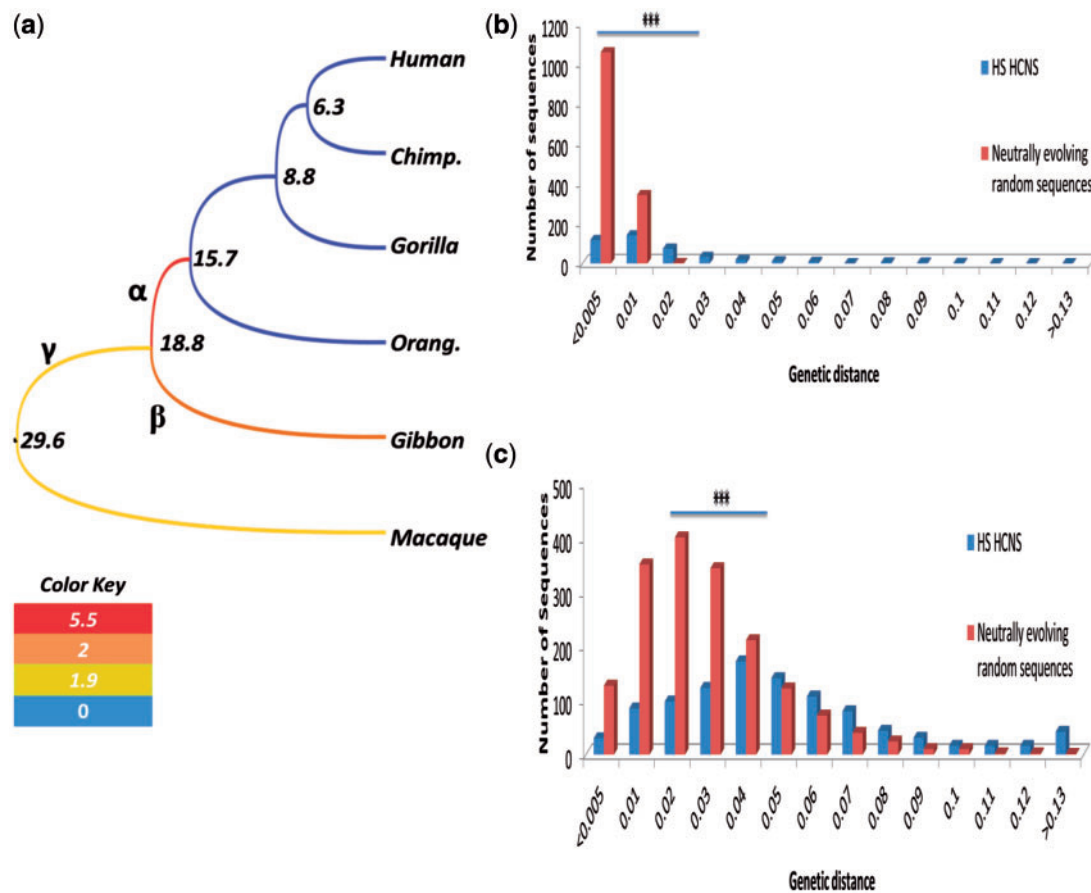 (a)
Human
6.3
Chimp.
8.8
Gorilla
15.7
α
Orang.
18.8
γ
β
Gibbon
29.6
Macaque
Color Key
5.5
2
1.9
0
(b)
1200
1000
800
600
400
200
0
Number of sequences
HS HCNS
Neutrally evolving
random sequences
<0.005
0.01
0.02
0.03
0.04
0.05
0.06
0.07
0.08
0.09
0.1
0.11
0.12
>0.13
Genetic distance
(c)
500
400
300
200
100
0
Number of Sequences
HS HCNS
Neutrally evolving
random sequences
<0.005
0.01
0.02
0.03
0.04
0.05
0.06
0.07
0.08
0.09
0.1
0.11
0.12
>0.13
Genetic distance